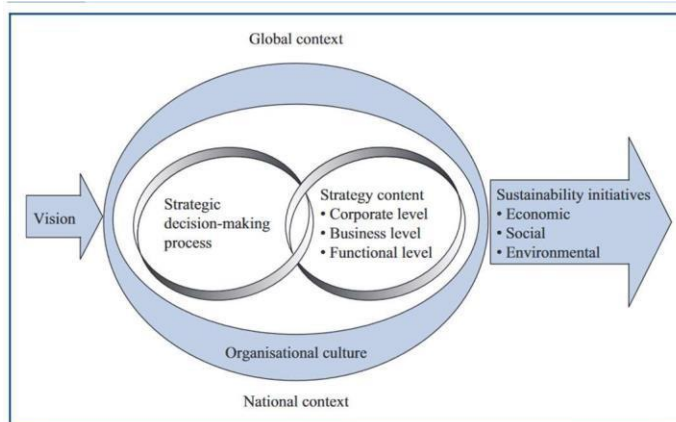 Global context
Vision
Strategic
decision-making
process
Strategy content
• Corporate level
• Business level
• Functional level
Sustainability initiatives
• Economic
• Social
• Environmental
Organisational culture
National context